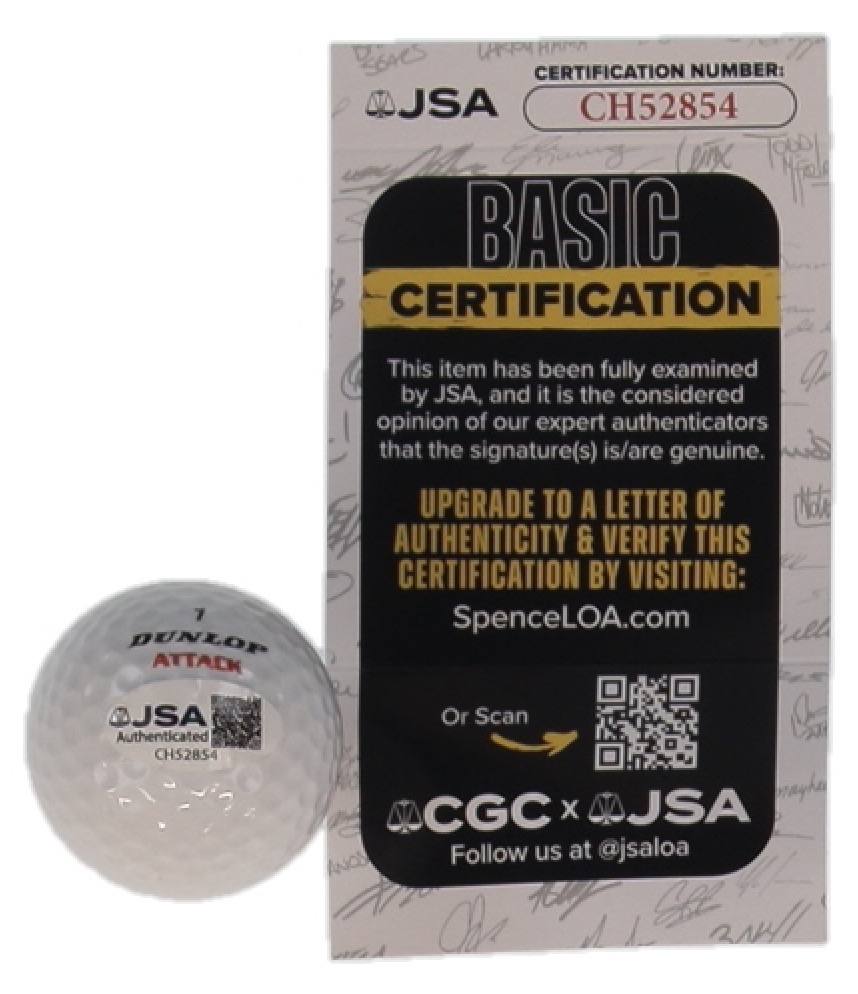 JSA
CERTIFICATION NUMBER:
CH52854
BASIC
CERTIFICATION
This item has been fully examined
by JSA, and it is the considered
opinion of our expert authenticators
that the signature(s) is/are genuine.
UPGRADE TO A LETTER OF
AUTHENTICITY & VERIFY THIS
CERTIFICATION BY VISITING:
SpenceLOA.com
Or Scan
CGC x JSA
Follow us at @jsaloa
1
DUNLOP
ATTACK
JSA
Authenticated
CH52854